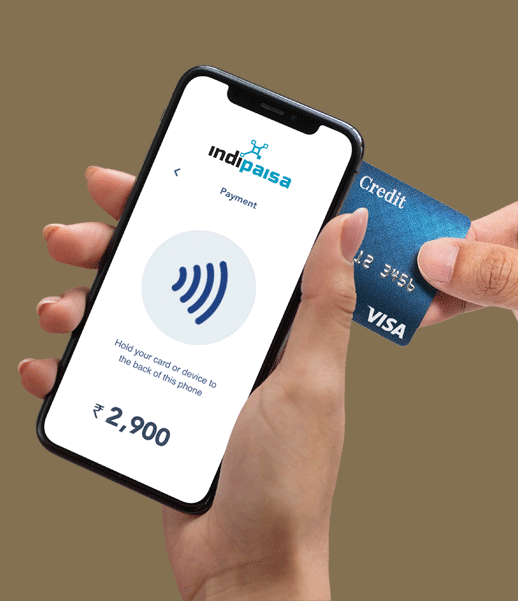 indipaisa
Payment
Hold your card or device to
the back of this phone
₹ 2,900
Credit
12 3456
VISA